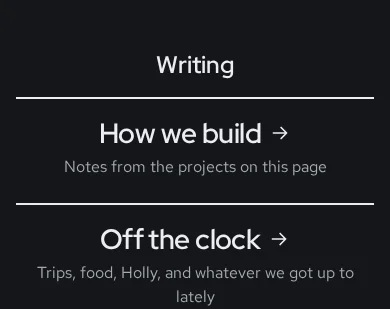 Writing
How we build →
Notes from the projects on this page
Off the clock →
Trips, food, Holly, and whatever we got up to
lately